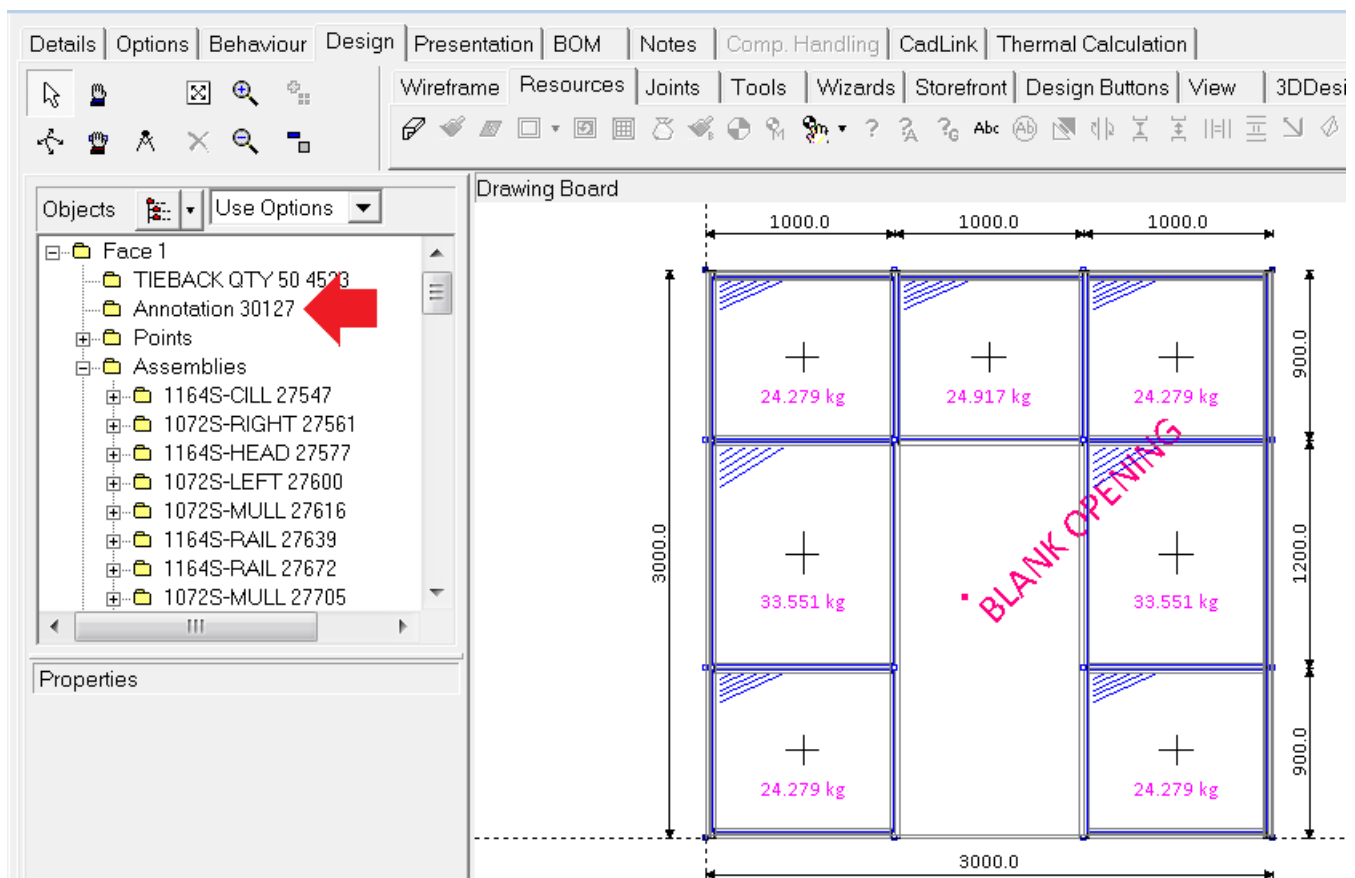 Details Options Behaviour Design Presentation BOM Notes Comp. Handling CadLink Thermal Calculation
Wireframe Resources Joints Tools Wizards Storefront Design Buttons View 3DDesi
Abc Ab
Objects Use Options
Drawing Board
Face 1
TIEBACK QTY 50 4523
Annotation 30127
Points
Assemblies
1164S-CILL 27547
1072S-RIGHT 27561
1164S-HEAD 27577
1072S-LEFT 27600
1072S-MULL 27616
1164S-RAIL 27639
1164S-RAIL 27672
1072S-MULL 27705
Properties
1000.0 1000.0 1000.0
24.279 kg 24.917 kg 24.279 kg
900.0
BLANK OPENING
3000.0
1200.0
33.551 kg 33.551 kg
24.279 kg 24.279 kg
900.0
3000.0